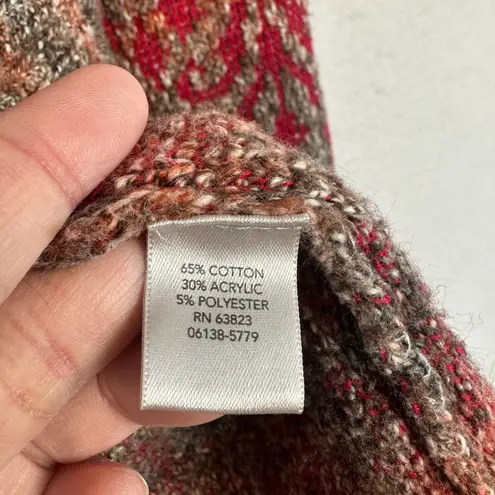 65% COTTON
30% ACRYLIC
5% POLYESTER
RN 63823
06138-5779